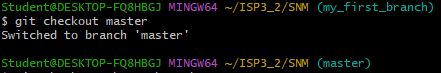 Student@DESKTOP-FQ8HBGJ MINGW64 ~/ISP3_2/SNM (my_first_branch)
$ git checkout master
Switched to branch 'master'
Student@DESKTOP-FQ8HBGJ MINGW64 ~/ISP3_2/SNM (master)